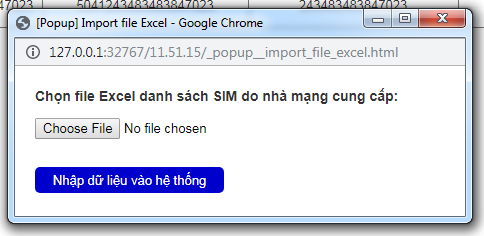 5041243483847023 243483483847023
[Popup] Import file Excel - Google Chrome
127.0.0.1:32767/11.51.15/_popup__import_file_excel.html
Chọn file Excel danh sách SIM do nhà mạng cung cấp:
Choose File No file chosen
Nhập dữ liệu vào hệ thống